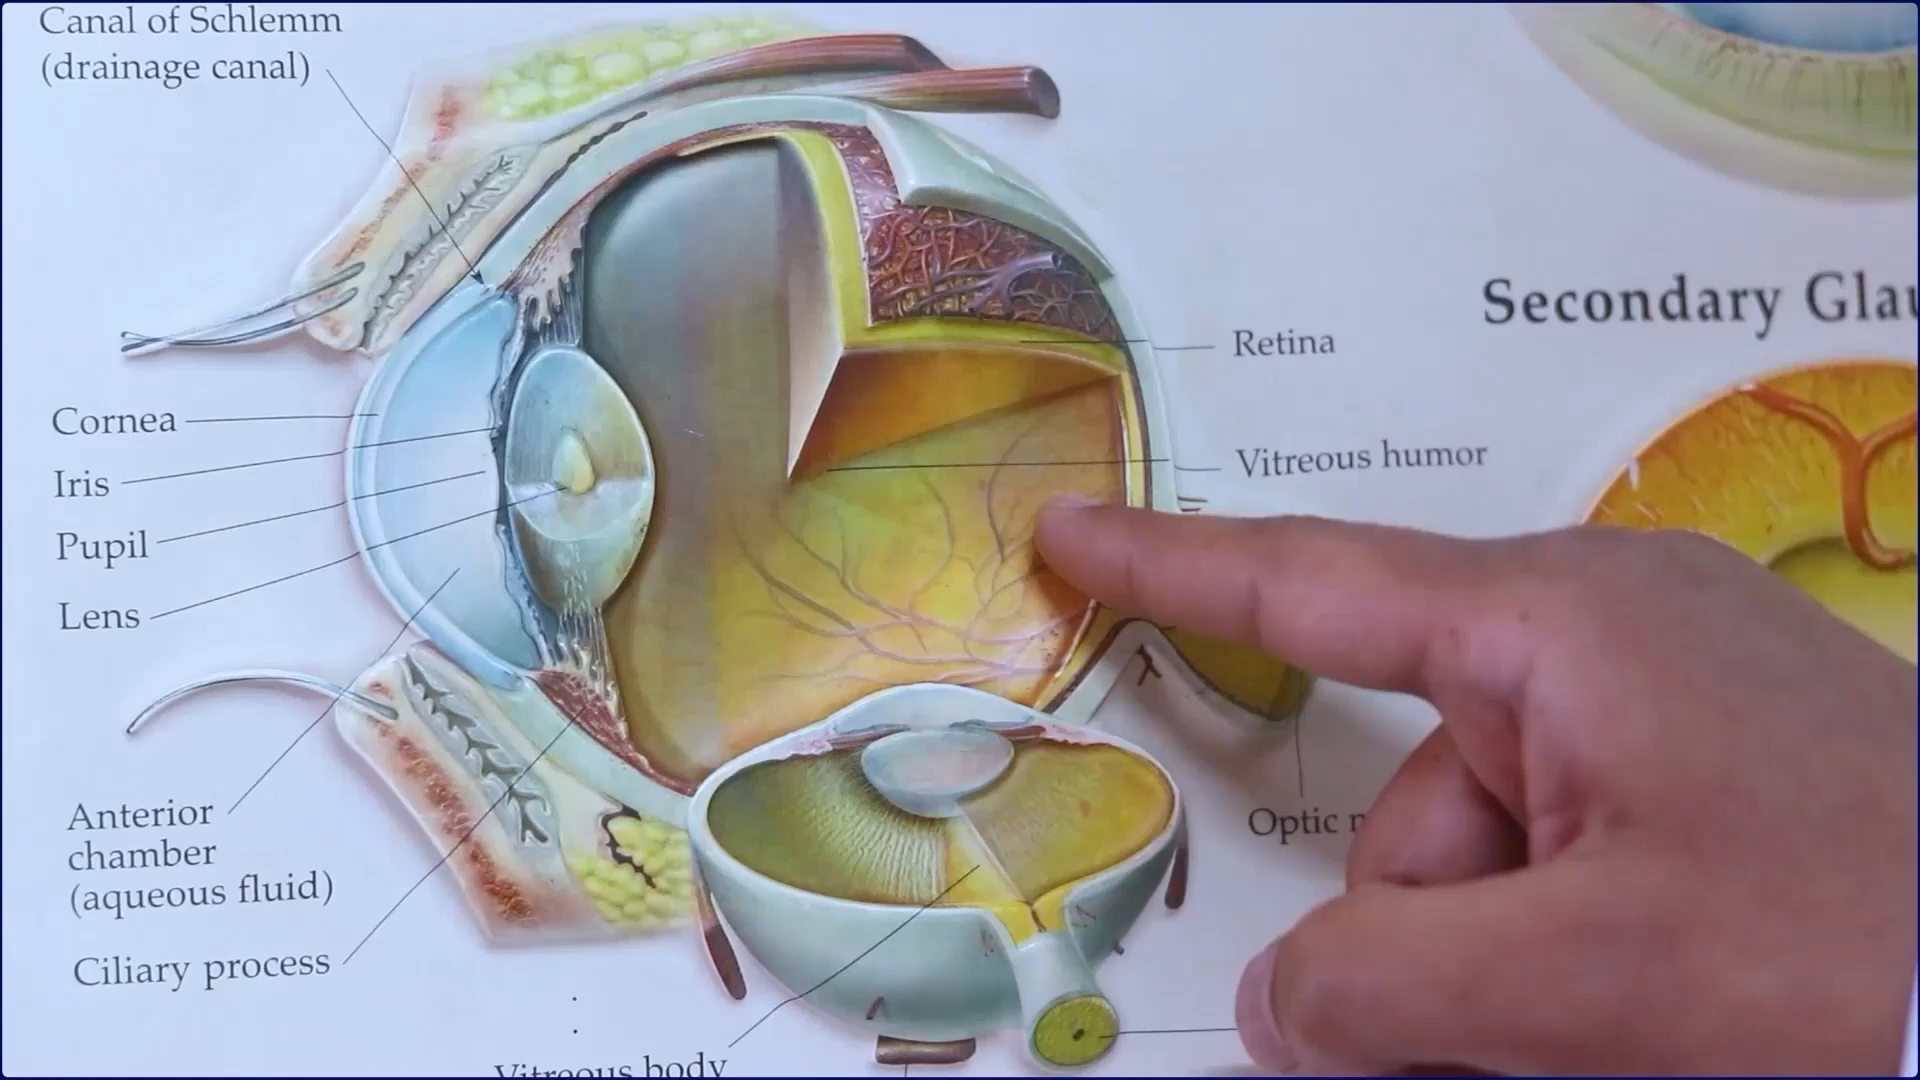 Canal of Schlemm
(drainage canal)
Cornea
Iris
Pupil
Lens
Anterior
chamber
(aqueous fluid)
Ciliary process
Vitreous body
Retina
Vitreous humor
Optic
Secondary